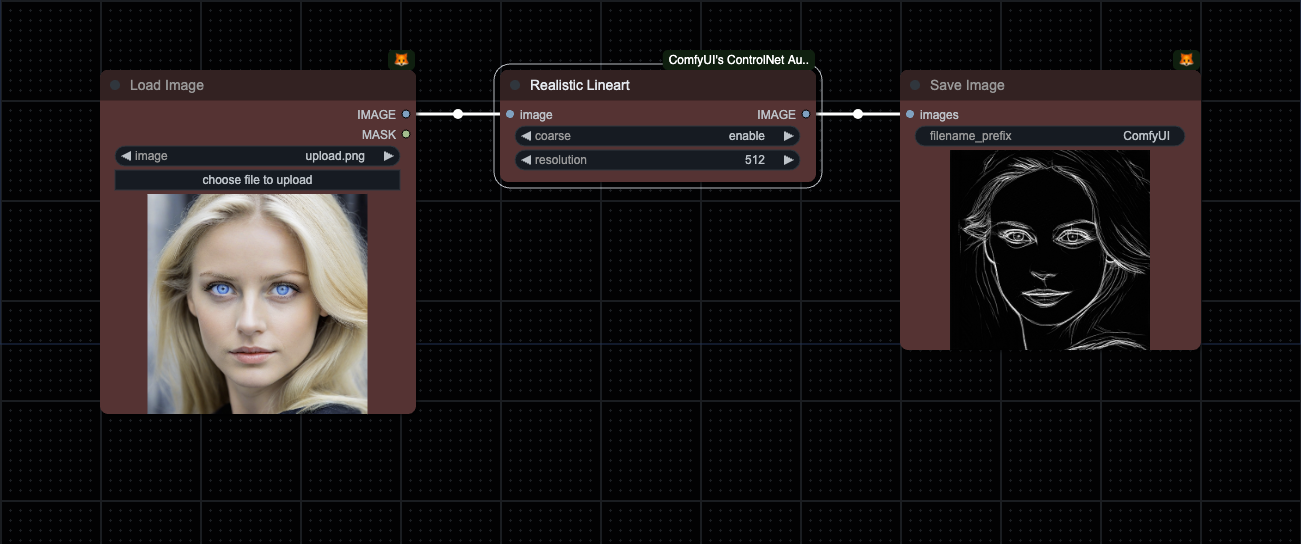 Load Image
IMAGE
MASK
image upload.png
choose file to upload
ComfyUI's ControlNet Au..
Realistic Lineart
image IMAGE
coarse enable
resolution 512
Save Image
images
filename_prefix ComfyUI